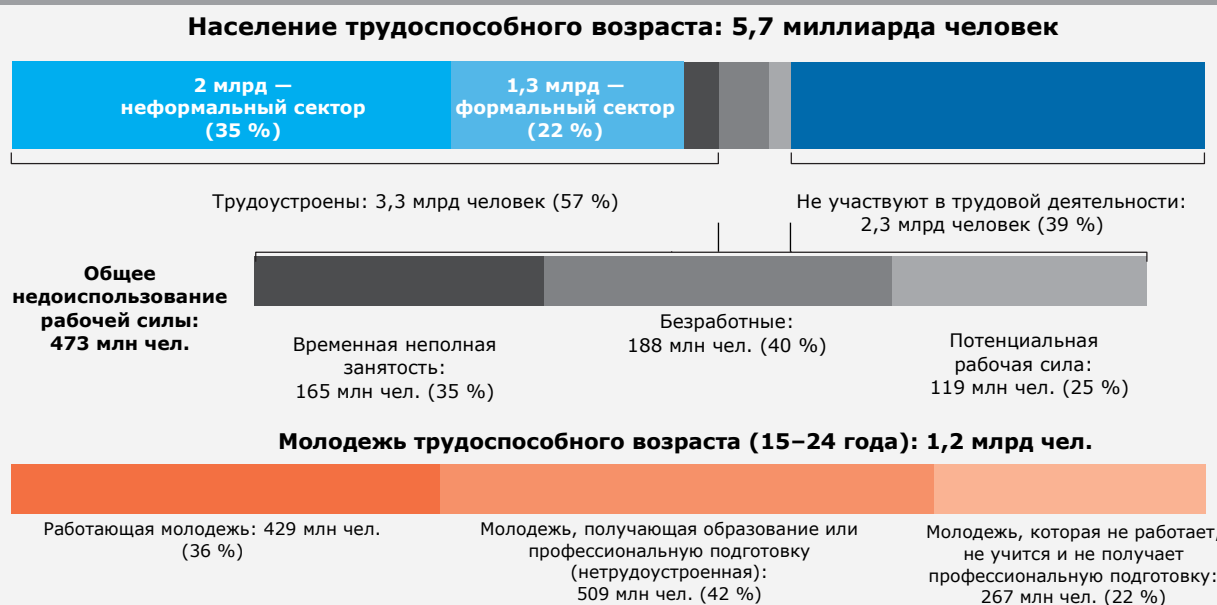 Население трудоспособного возраста: 5,7 миллиарда человек
2 млрд —
неформальный сектор
(35 %)
1,3 млрд —
формальный сектор
(22 %)
Трудоустроены: 3,3 млрд человек (57 %)
Не участвуют в трудовой деятельности:
2,3 млрд человек (39 %)
Общее
недоиспользование
рабочей силы:
473 млн чел.
Временная неполная
занятость:
165 млн чел. (35 %)
Безработные:
188 млн чел. (40 %)
Потенциальная
рабочая сила:
119 млн чел. (25 %)
Молодежь трудоспособного возраста (15–24 года): 1,2 млрд чел.
Работающая молодежь: 429 млн чел.
(36 %)
Молодежь, получающая образование или
профессиональную подготовку
(нетрудоустроенная):
509 млн чел. (42 %)
Молодежь, которая не работает,
не учится и не получает
профессиональную подготовку:
267 млн чел. (22 %)